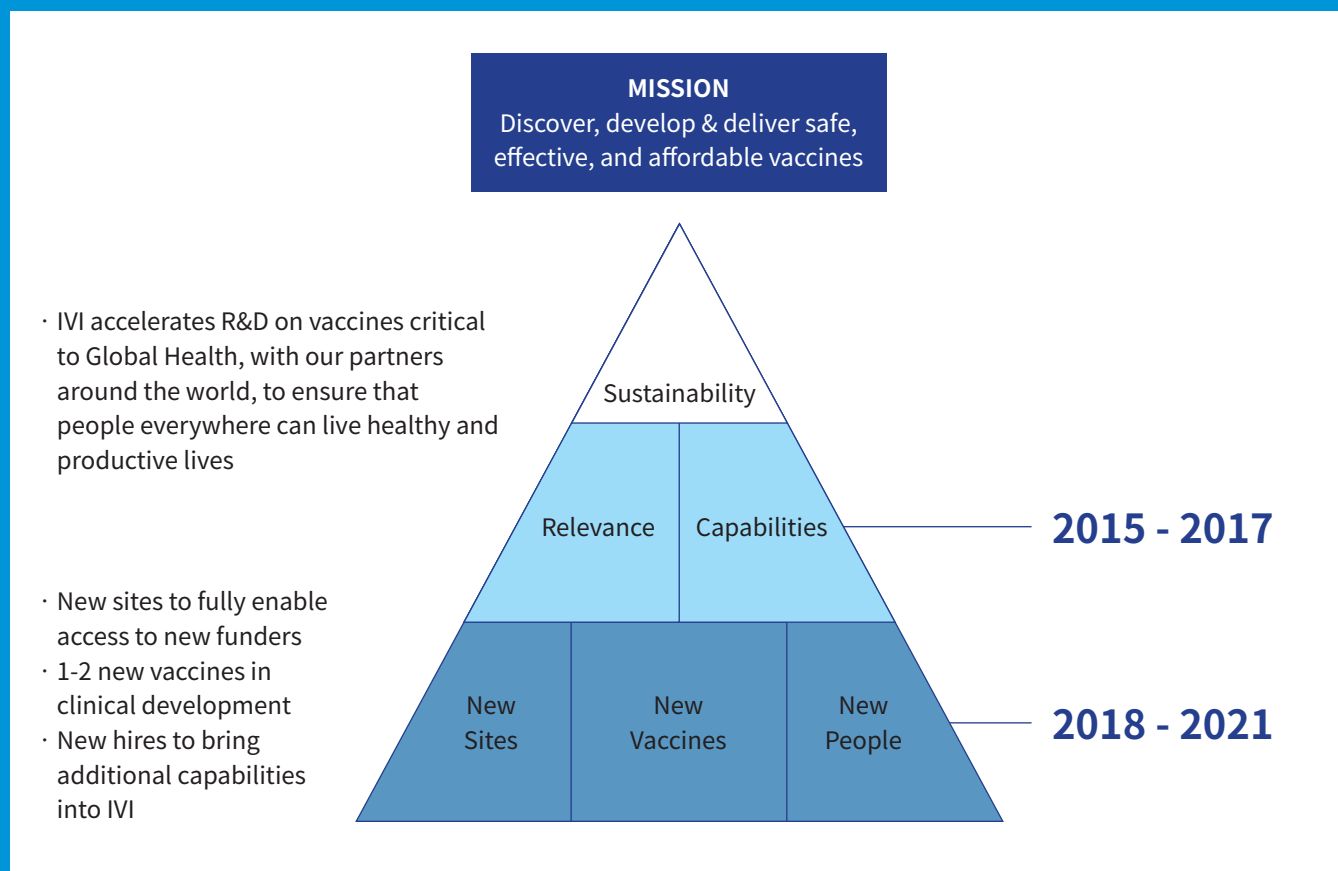 MISSION
Discover, develop & deliver safe,
effective, and affordable vaccines
· IVI accelerates R&D on vaccines critical
to Global Health, with our partners
around the world, to ensure that
people everywhere can live healthy and
productive lives
Sustainability
Relevance
Capabilities
2015 - 2017
· New sites to fully enable
access to new funders
· 1-2 new vaccines in
clinical development
· New hires to bring
additional capabilities
into IVI
New
Sites
New
Vaccines
New
People
2018 - 2021